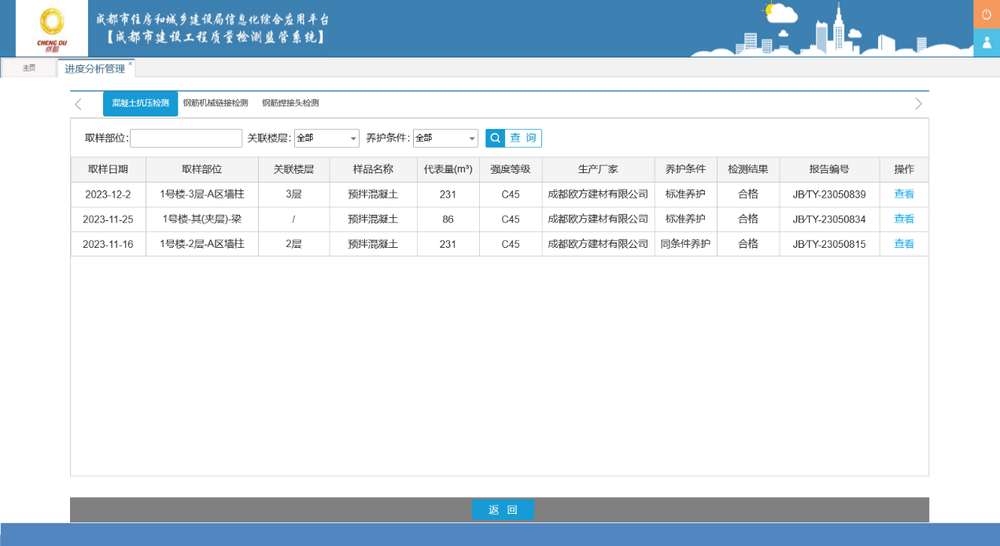 成都市住房和城乡建设局信息化综合应用平台
【成都市建设工程质量检测监管系统】
CHENG DU
成都
主页 进度分析管理 ×
混凝土抗压检测 钢筋机械链接检测 钢筋焊接头检测
取样部位: 关联楼层: 全部 养护条件: 全部 查 询
取样日期 取样部位 关联楼层 样品名称 代表量(m³) 强度等级 生产厂家 养护条件 检测结果 报告编号 操作
2023-12-2 1号楼-3层-A区墙柱 3层 预拌混凝土 231 C45 成都欧方建材有限公司 标准养护 合格 JB/TY-23050839 查看
2023-11-25 1号楼-其(夹层)-梁 / 预拌混凝土 86 C45 成都欧方建材有限公司 标准养护 合格 JB/TY-23050834 查看
2023-11-16 1号楼-2层-A区墙柱 2层 预拌混凝土 231 C45 成都欧方建材有限公司 同条件养护 合格 JB/TY-23050815 查看
返 回